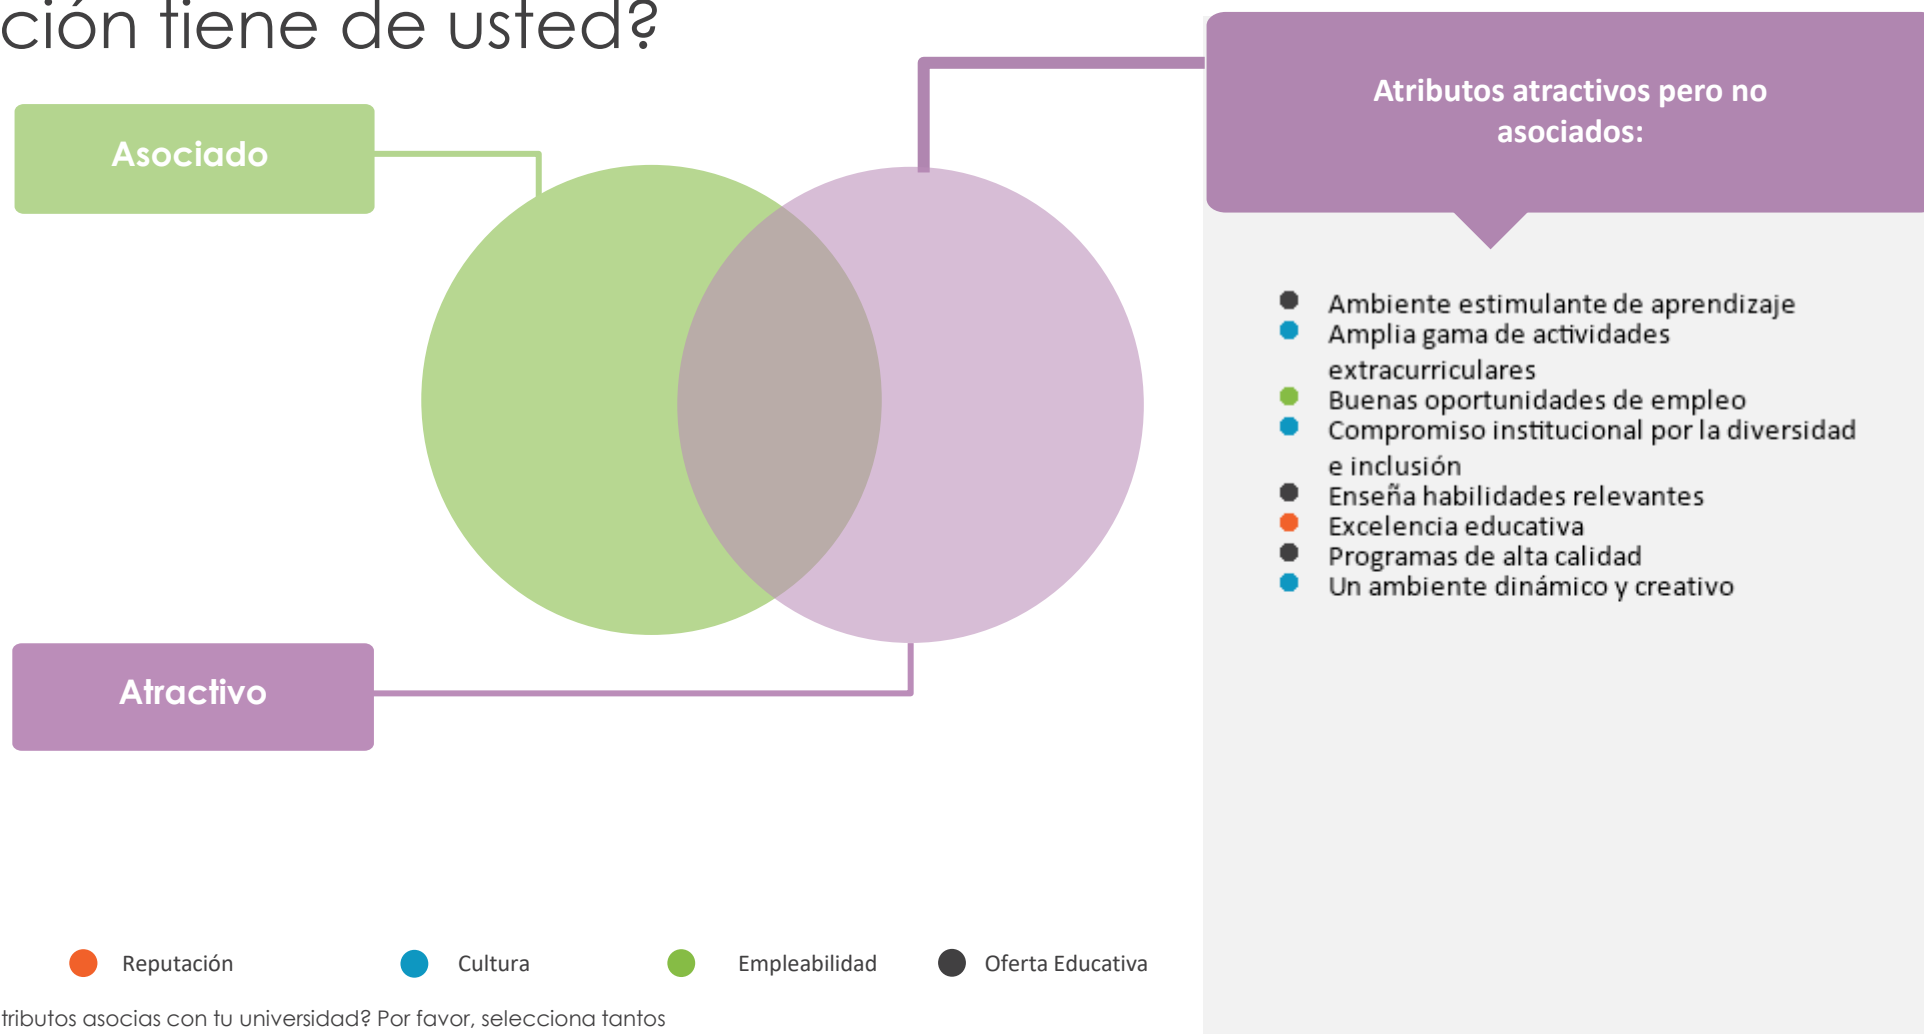 ción tiene de usted?
Asociado
Atractivo
Atributos atractivos pero no
asociados:
Ambiente estimulante de aprendizaje
Amplia gama de actividades
extracurriculares
Buenas oportunidades de empleo
Compromiso institucional por la diversidad
e inclusión
Enseña habilidades relevantes
Excelencia educativa
Programas de alta calidad
Un ambiente dinámico y creativo
Reputación
Cultura
Empleabilidad
Oferta Educativa
tributos asocias con tu universidad? Por favor, selecciona tantos